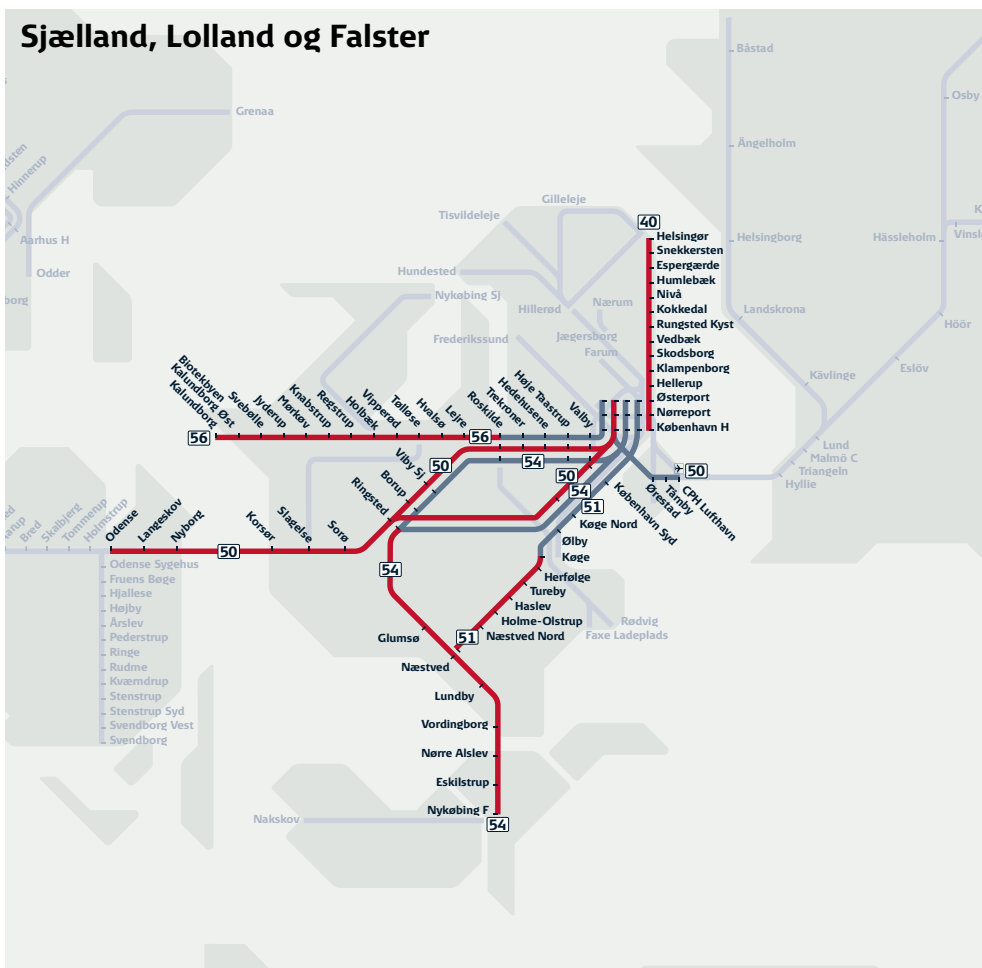 Sjælland, Lolland og Falster
Båstad
Osby
Grenaa
Ängelholm
Hinnerup
Gilleleje
Tisvildeleje
40
Aarhus H
Helsingør
Helsingborg
Hässleholm
Snekkersten
Odder
Hundested
Espergærde
Humlebæk
Nykøbing Sj
Nærum
Nivå
Hillerød
Kokkedal
Landskrona
Höör
Rungsted Kyst
Frederikssund
Jægersborg
Vedbæk
Farum
Skodsborg
Klampenborg
Eslöv
Kävlinge
Hellerup
Østerport
Nørreport
København H
Biotekbyen
Kalundborg Øst
Kalundborg
Svebølle
Jyderup
Mørkøv
Knabstrup
Regstrup
Holbæk
Vipperød
Tølløse
Hvalsø
Lejre
Roskilde
Trekroner
Hedehusene
Høje Taastrup
Valby
56
56
Lund
Malmö C
Triangeln
Hyllie
54
50
50
Viby Sj
Borup
Ringsted
50
54
51
Ørestad
Tårnby
CPH Lufthavn
København Syd
Køge Nord
Ølby
Køge
Bred
Skalbjerg
Tommerup
Holmstrup
Odense
Langeskov
Nyborg
Korsør
Slagelse
Sorø
50
54
Odense Sygehus
Fruens Bøge
Hjallese
Højby
Årslev
Pederstrup
Ringe
Rudme
Kværndrup
Stenstrup
Stenstrup Syd
Svendborg Vest
Svendborg
Herfølge
Tureby
Haslev
Holme-Olstrup
Næstved Nord
51
Rødvig
Faxe Ladeplads
Glumsø
Næstved
Lundby
Vordingborg
Nørre Alslev
Eskilstrup
Nykøbing F
Nakskov
54